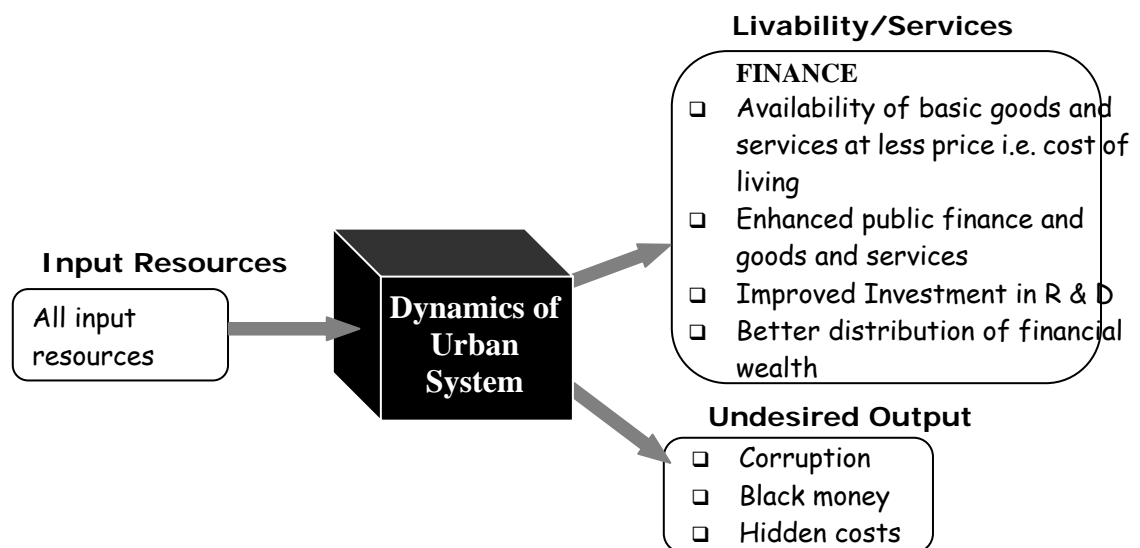 Livability/Services
FINANCE
❑ Availability of basic goods and
services at less price i.e. cost of
living
❑ Enhanced public finance and
goods and services
❑ Improved Investment in R & D
❑ Better distribution of financial
wealth
Input Resources
All input
resources
Dynamics of
Urban
System
Undesired Output
❑ Corruption
❑ Black money
❑ Hidden costs